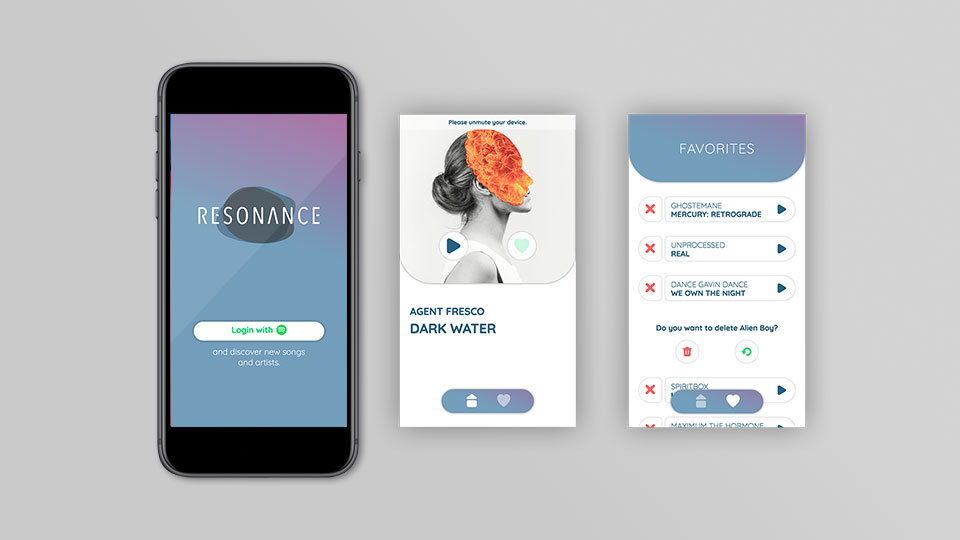 RESONANCE
Login with
and discover new songs
and artists.
Please unmute your device.
AGENT FRESCO
DARK WATER
FAVORITES
GHOSTEMANE
MERCURY: RETROGRADE
UNPROCESSED
REAL
DANCE GAVIN DANCE
WE OWN THE NIGHT
Do you want to delete Alien Boy?
SPIRITBOX
MAXIMUM THE HORMONE